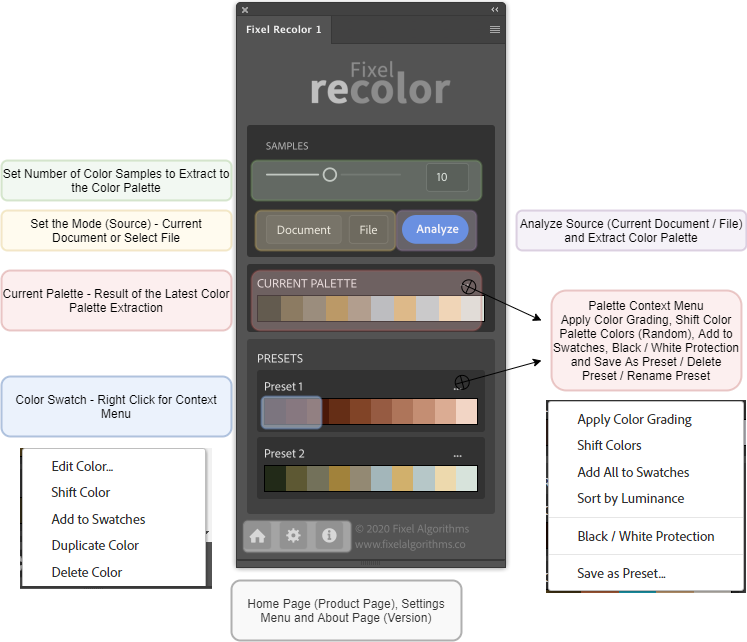 Fixel Recolor 1
Fixel
recolor
SAMPLES
10
Document
File
Analyze
CURRENT PALETTE
PRESETS
Preset 1
...
Preset 2
...
© 2020 Fixel Algorithms
www.fixelalgorithms.co
Set Number of Color Samples to Extract to
the Color Palette
Set the Mode (Source) - Current
Document or Select File
Current Palette - Result of the Latest Color
Palette Extraction
Color Swatch - Right Click for Context
Menu
Edit Color...
Shift Color
Add to Swatches
Duplicate Color
Delete Color
Analyze Source (Current Document / File)
and Extract Color Palette
Palette Context Menu
Apply Color Grading, Shift Color
Palette Colors (Random), Add to
Swatches, Black / White Protection
and Save As Preset / Delete
Preset / Rename Preset
Apply Color Grading
Shift Colors
Add All to Swatches
Sort by Luminance
Black / White Protection
Save as Preset...
Home Page (Product Page), Settings
Menu and About Page (Version)